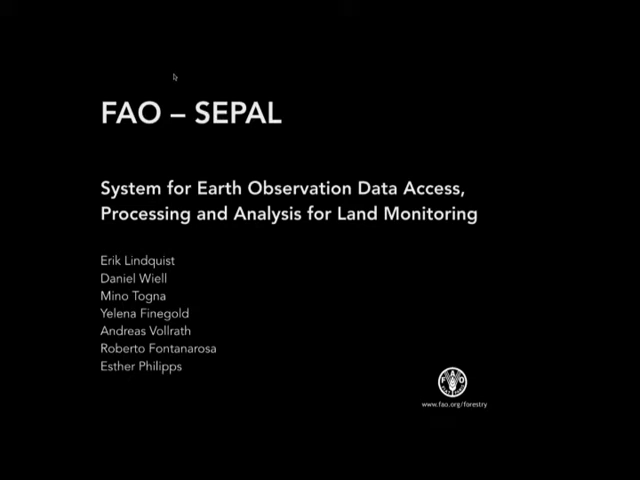 FAO – SEPAL
System for Earth Observation Data Access,
Processing and Analysis for Land Monitoring
Erik Lindquist
Daniel Wiell
Mino Togna
Yelena Finegold
Andreas Vollrath
Roberto Fontanarosa
Esther Philipps
FAO
www.fao.org/forestry